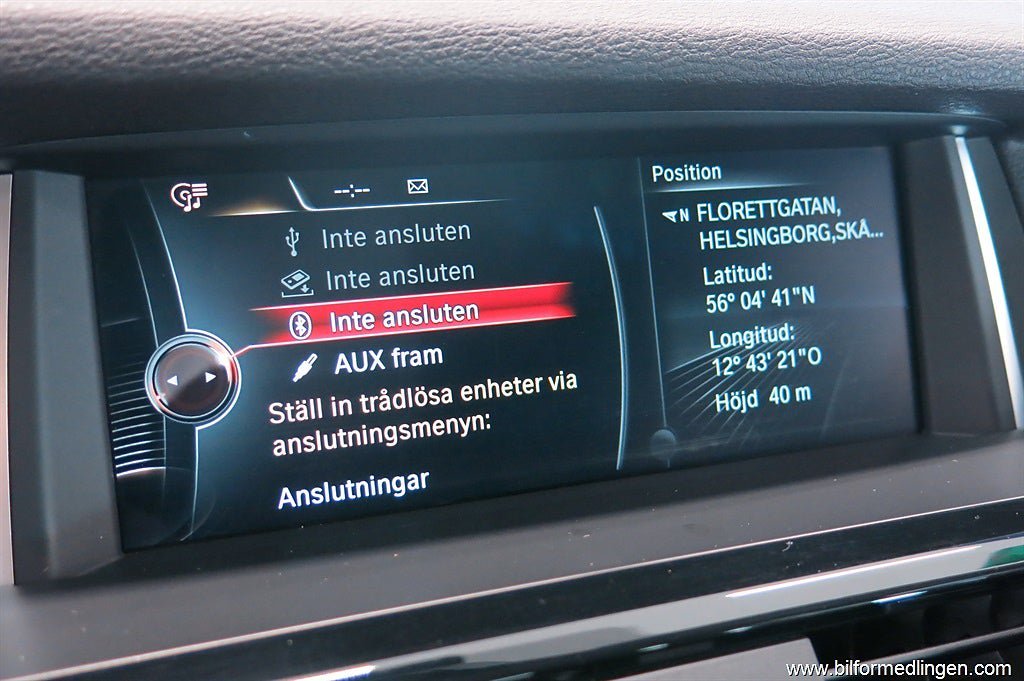 --:--
Inte ansluten
Inte ansluten
Inte ansluten
AUX fram
Ställ in trådlösa enheter via
anslutningsmenyn:
Anslutningar
Position
N FLORETTGATAN,
HELSINGBORG,SKÅ...
Latitud:
56° 04' 41"N
Longitud:
12° 43' 21"O
Höjd 40 m
www.bilformedlingen.com